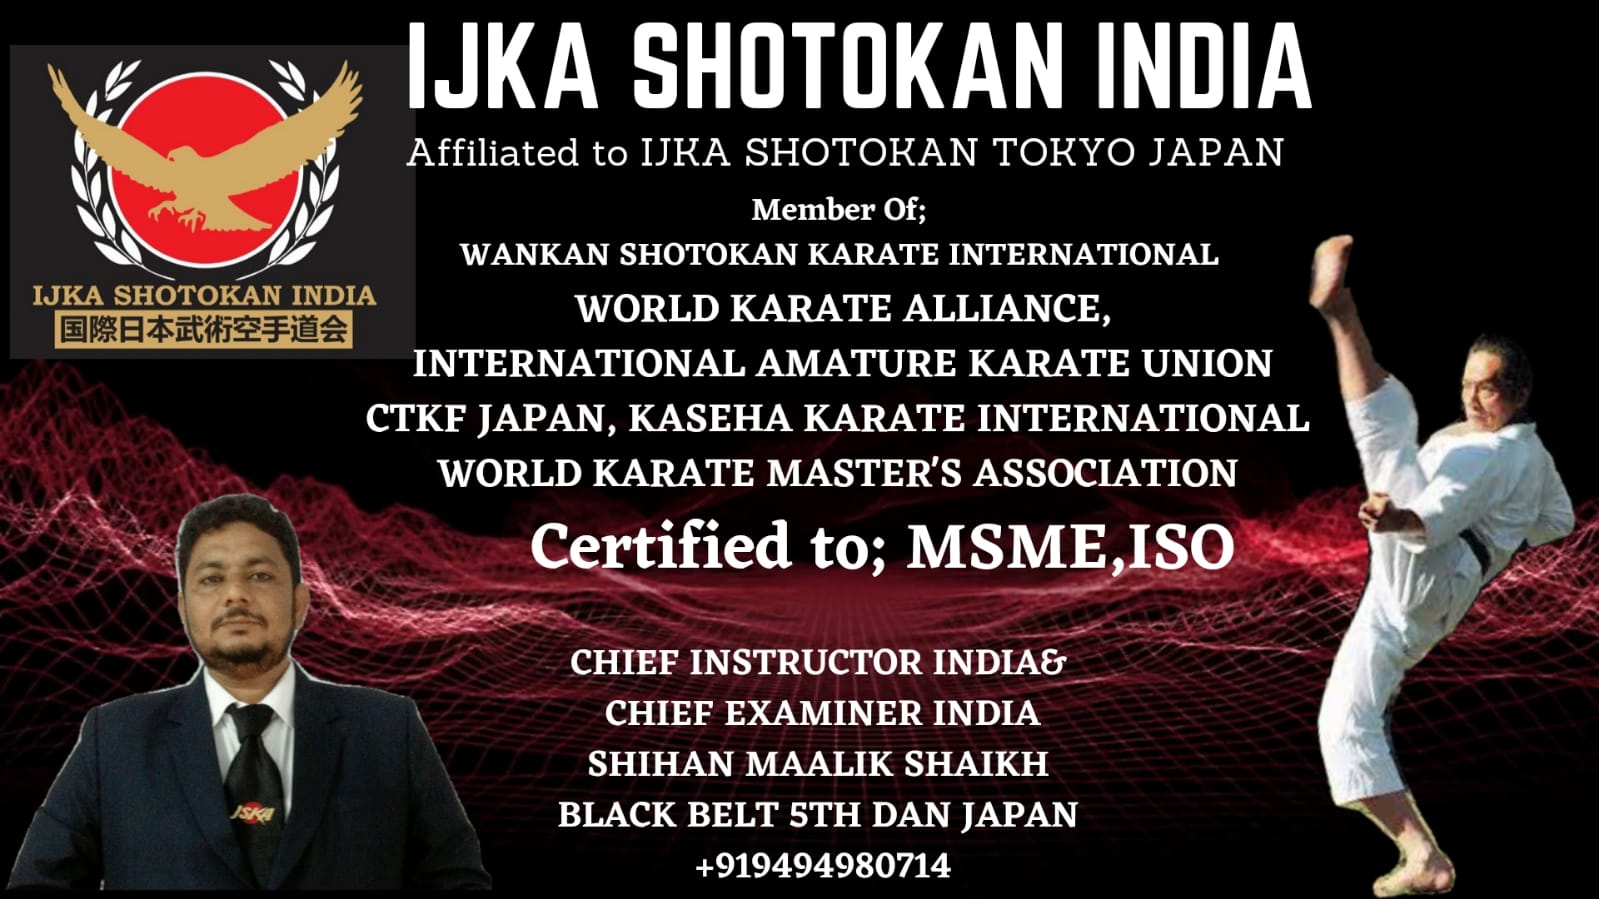 IJKA SHOTOKAN INDIA
Affiliated to IJKA SHOTOKAN TOKYO JAPAN
Member Of;
WANKAN SHOTOKAN KARATE INTERNATIONAL
WORLD KARATE ALLIANCE,
INTERNATIONAL AMATURE KARATE UNION
CTKF JAPAN, KASEHA KARATE INTERNATIONAL
WORLD KARATE MASTER'S ASSOCIATION
Certified to; MSME,ISO
CHIEF INSTRUCTOR INDIA&
CHIEF EXAMINER INDIA
SHIHAN MAALIK SHAIKH
BLACK BELT 5TH DAN JAPAN
+919494980714
IJKA SHOTOKAN INDIA
国際日本武術空手道会
JSKA